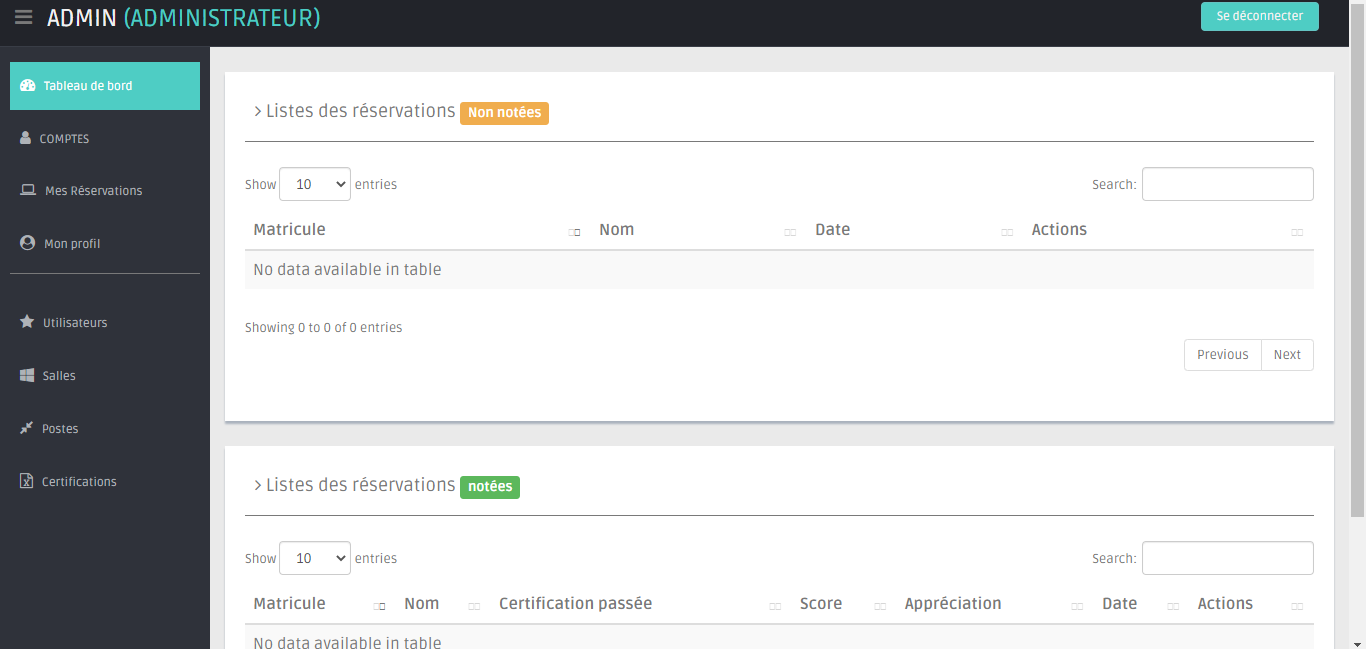 ADMIN (ADMINISTRATEUR)
Se déconnecter
Tableau de bord
COMPTES
Mes Réservations
Mon profil
Utilisateurs
Salles
Postes
Certifications
> Listes des réservations Non notées
Show 10 entries
Search:
Matricule Nom Date Actions
No data available in table
Showing 0 to 0 of 0 entries
Previous Next
> Listes des réservations notées
Show 10 entries
Search:
Matricule Nom Certification passée Score Appréciation Date Actions
No data available in table